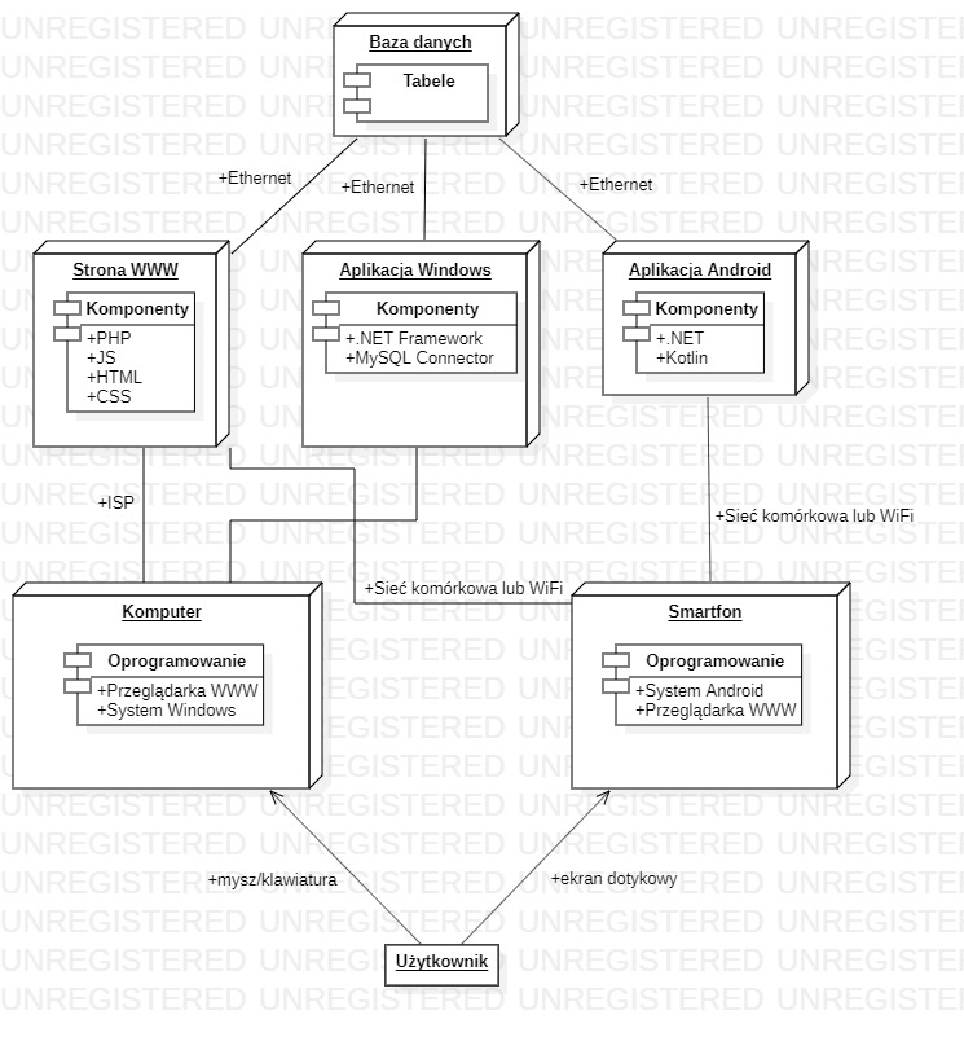 Baza danych
Tabele
+Ethernet
+Ethernet
+Ethernet
Strona WWW
Komponenty
+PHP
+JS
+HTML
+CSS
Aplikacja Windows
Komponenty
+.NET Framework
+MySQL Connector
Aplikacja Android
Komponenty
+.NET
+Kotlin
+ISP
+Sieć komórkowa lub WiFi
+Sieć komórkowa lub WiFi
Komputer
Oprogramowanie
+Przeglądarka WWW
+System Windows
Smartfon
Oprogramowanie
+System Android
+Przeglądarka WWW
+mysz/klawiatura
+ekran dotykowy
Użytkownik
UNREGISTERED